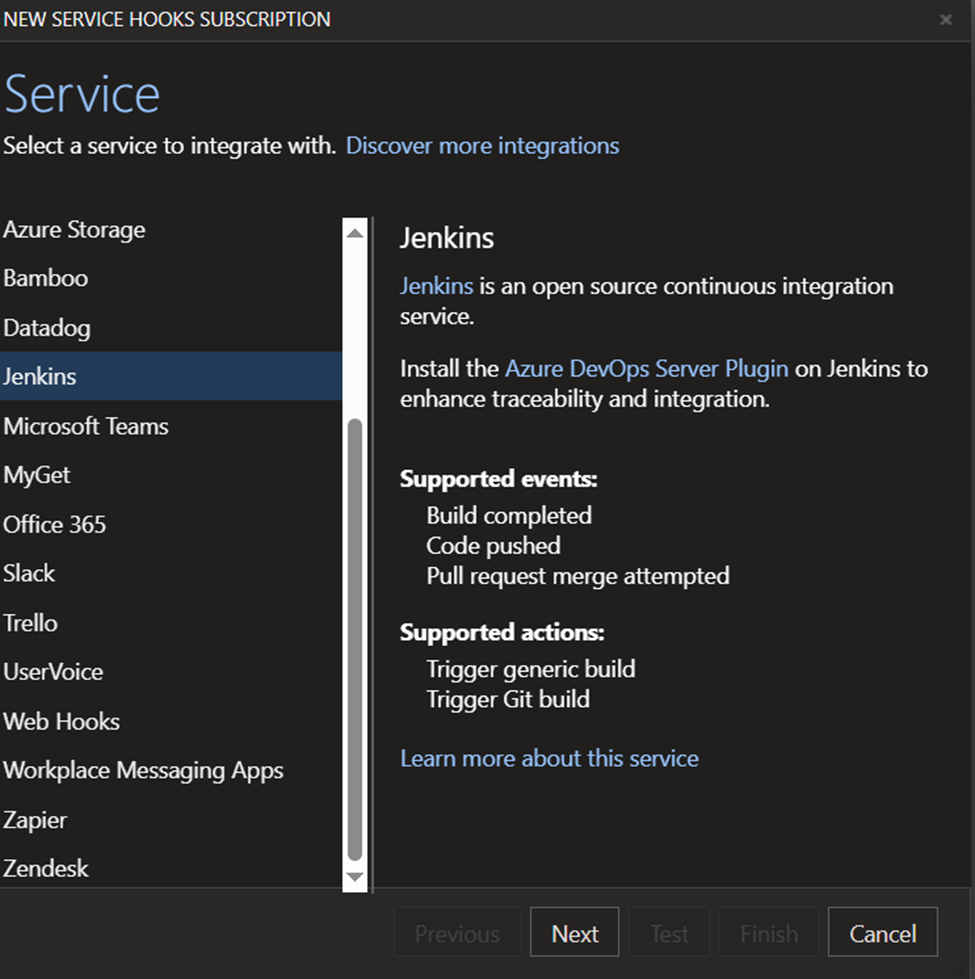 NEW SERVICE HOOKS SUBSCRIPTION
Service
Select a service to integrate with. Discover more integrations
Azure Storage
Bamboo
Datadog
Jenkins
Microsoft Teams
MyGet
Office 365
Slack
Trello
UserVoice
Web Hooks
Workplace Messaging Apps
Zapier
Zendesk
Jenkins
Jenkins is an open source continuous integration
service.
Install the Azure DevOps Server Plugin on Jenkins to
enhance traceability and integration.
Supported events:
Build completed
Code pushed
Pull request merge attempted
Supported actions:
Trigger generic build
Trigger Git build
Learn more about this service
Previous Next Test Finish Cancel